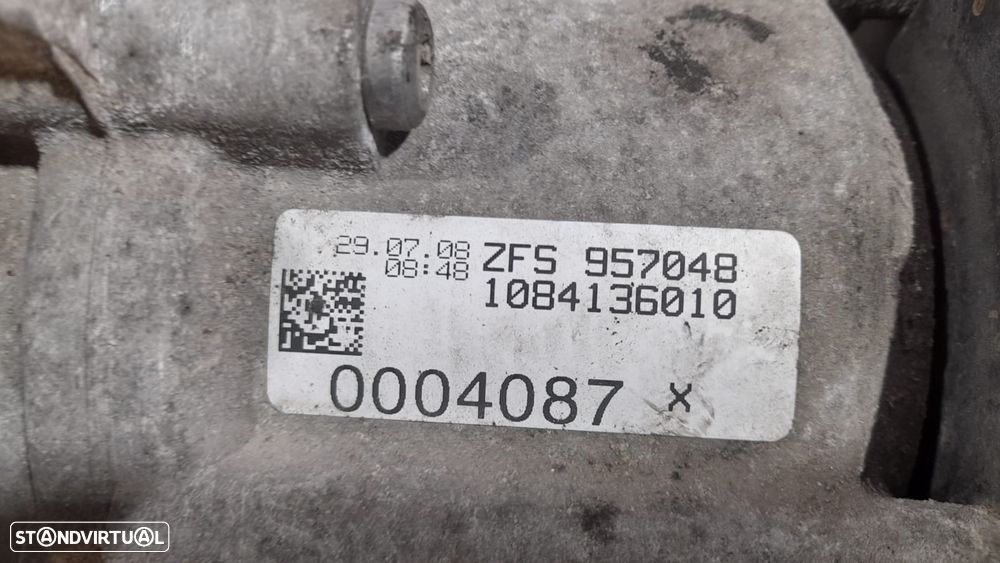 29.07.08 ZFS 957048
08:48 1084136010
0004087 X
STANDVIRTUAL